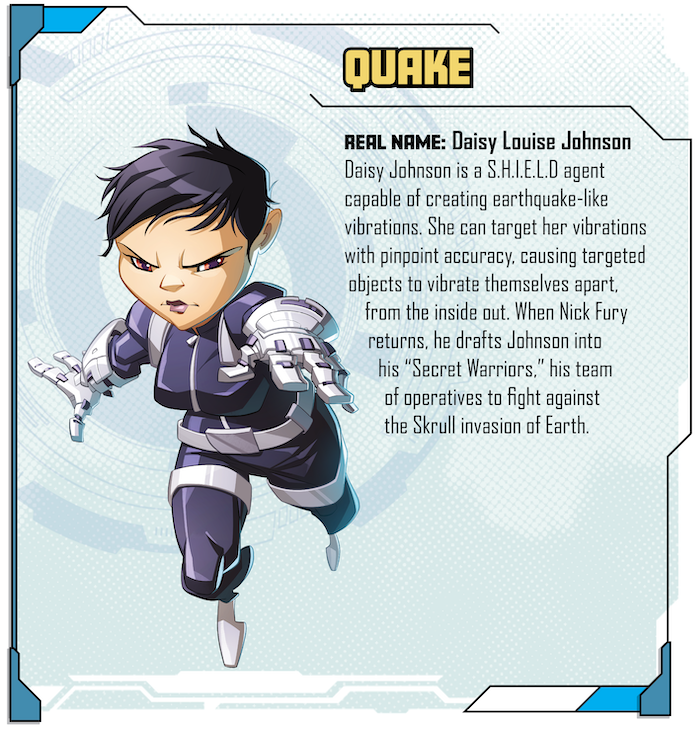 QUAKE
REAL NAME: Daisy Louise Johnson
Daisy Johnson is a S.H.I.E.L.D agent
capable of creating earthquake-like
vibrations. She can target her vibrations
with pinpoint accuracy, causing targeted
objects to vibrate themselves apart,
from the inside out. When Nick Fury
returns, he drafts Johnson into
his “Secret Warriors,” his team
of operatives to fight against
the Skrull invasion of Earth.